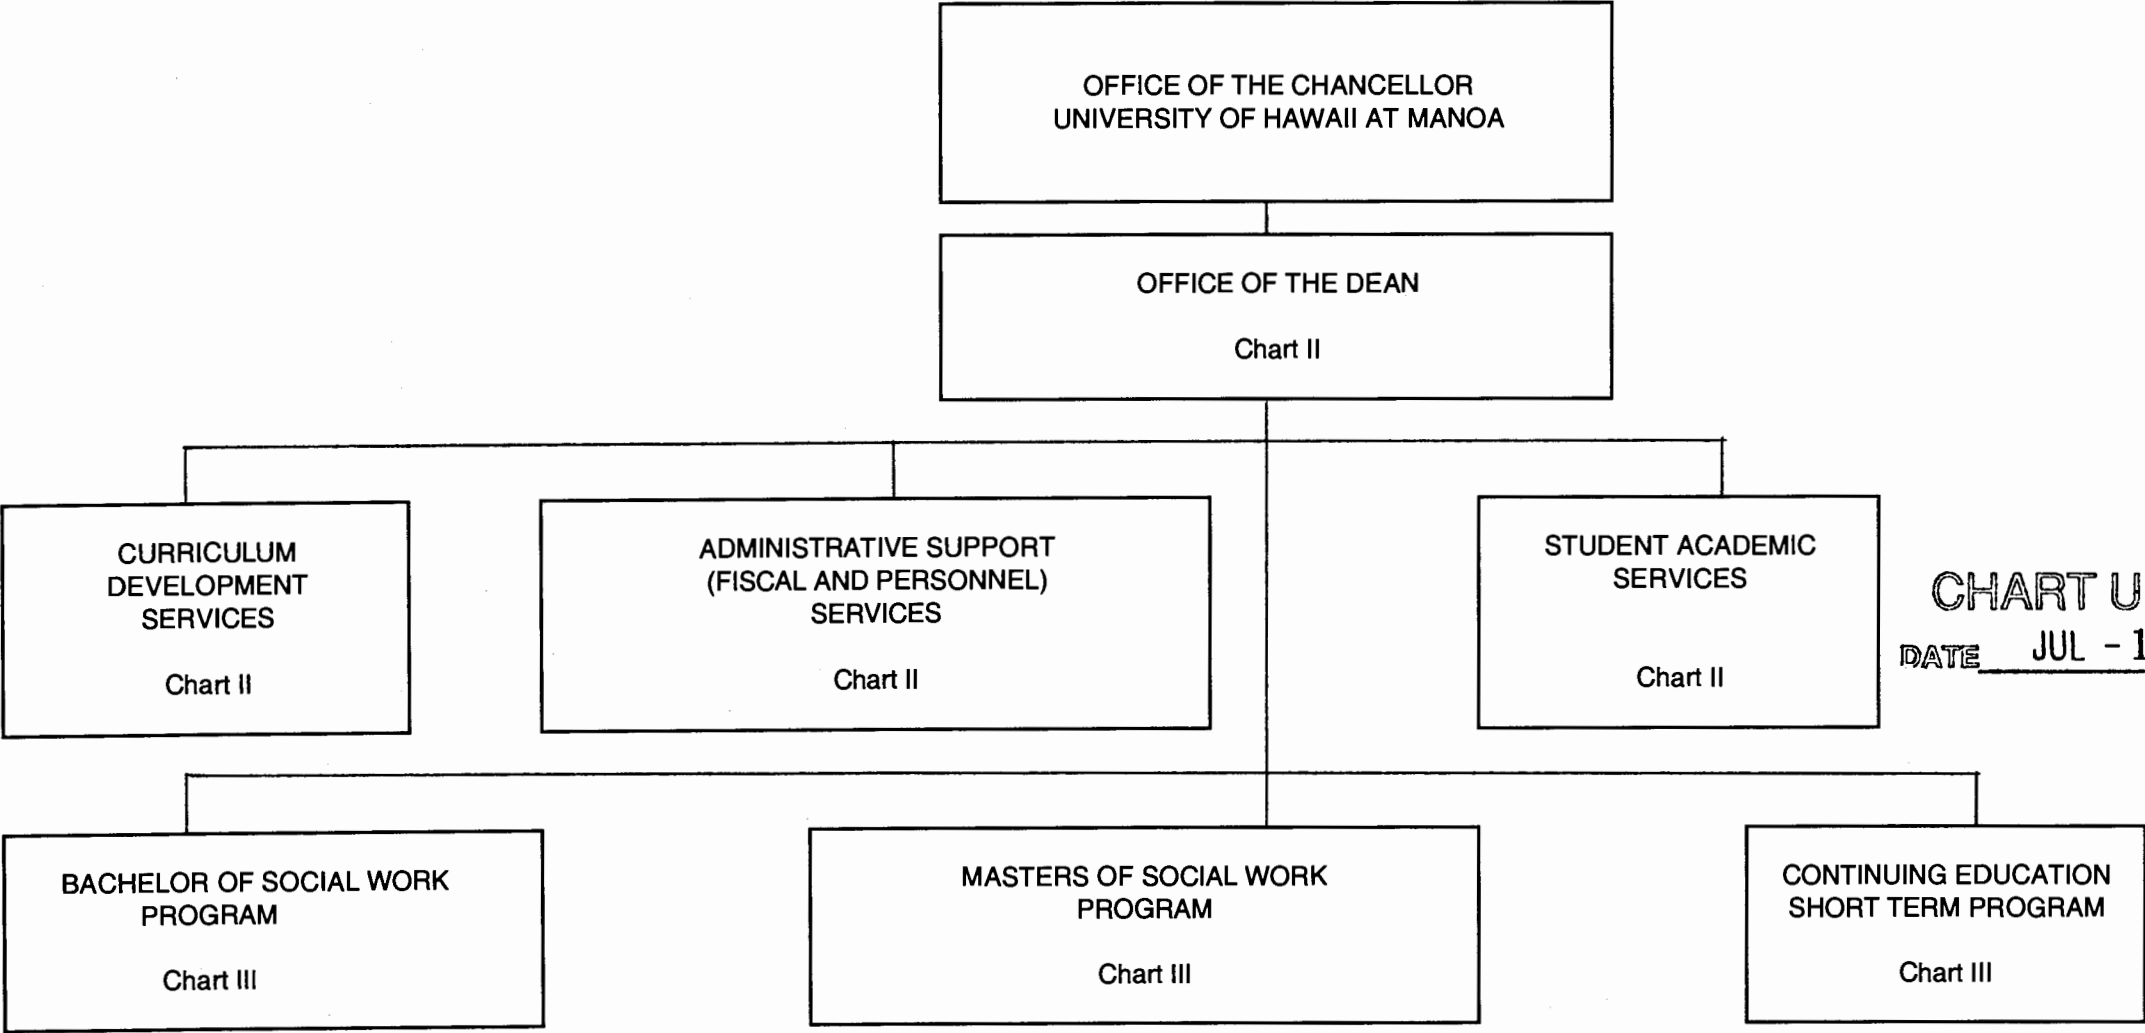 OFFICE OF THE CHANCELLOR
UNIVERSITY OF HAWAII AT MANOA
OFFICE OF THE DEAN
Chart II
CURRICULUM
DEVELOPMENT
SERVICES
Chart II
ADMINISTRATIVE SUPPORT
(FISCAL AND PERSONNEL)
SERVICES
Chart II
STUDENT ACADEMIC
SERVICES
Chart II
CHART U
DATE JUL - 1
BACHELOR OF SOCIAL WORK
PROGRAM
Chart III
MASTERS OF SOCIAL WORK
PROGRAM
Chart III
CONTINUING EDUCATION
SHORT TERM PROGRAM
Chart III